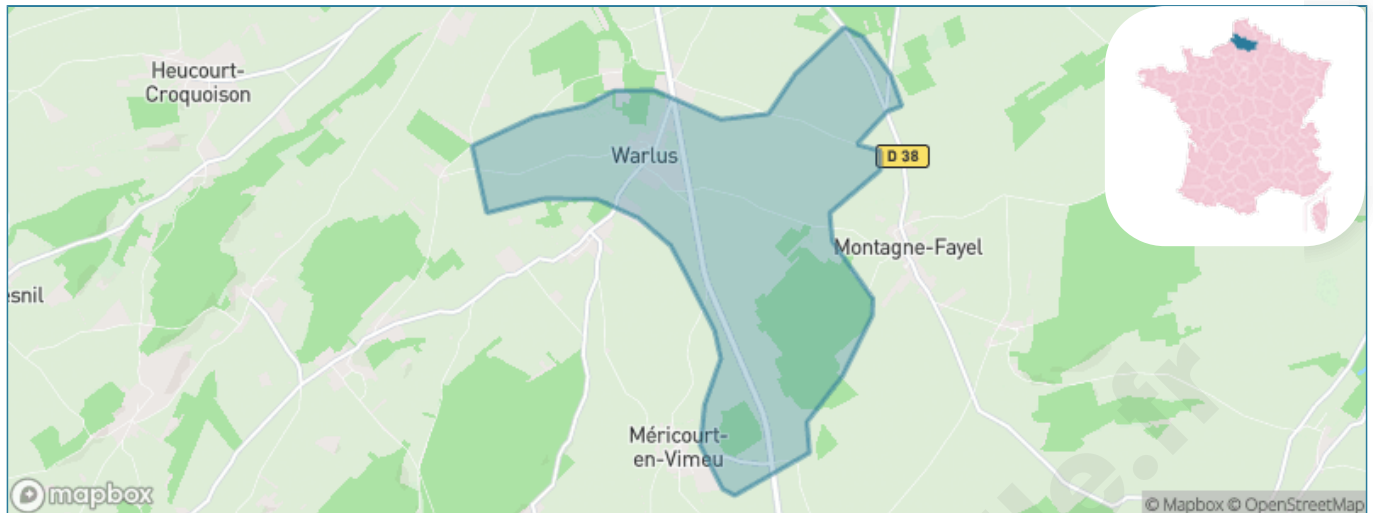 Heucourt-
Croquoison
Warlus
D 38
Montagne-Fayel
esnil
Méricourt-
en-Vimeu
mapbox
© Mapbox © OpenStreetMap